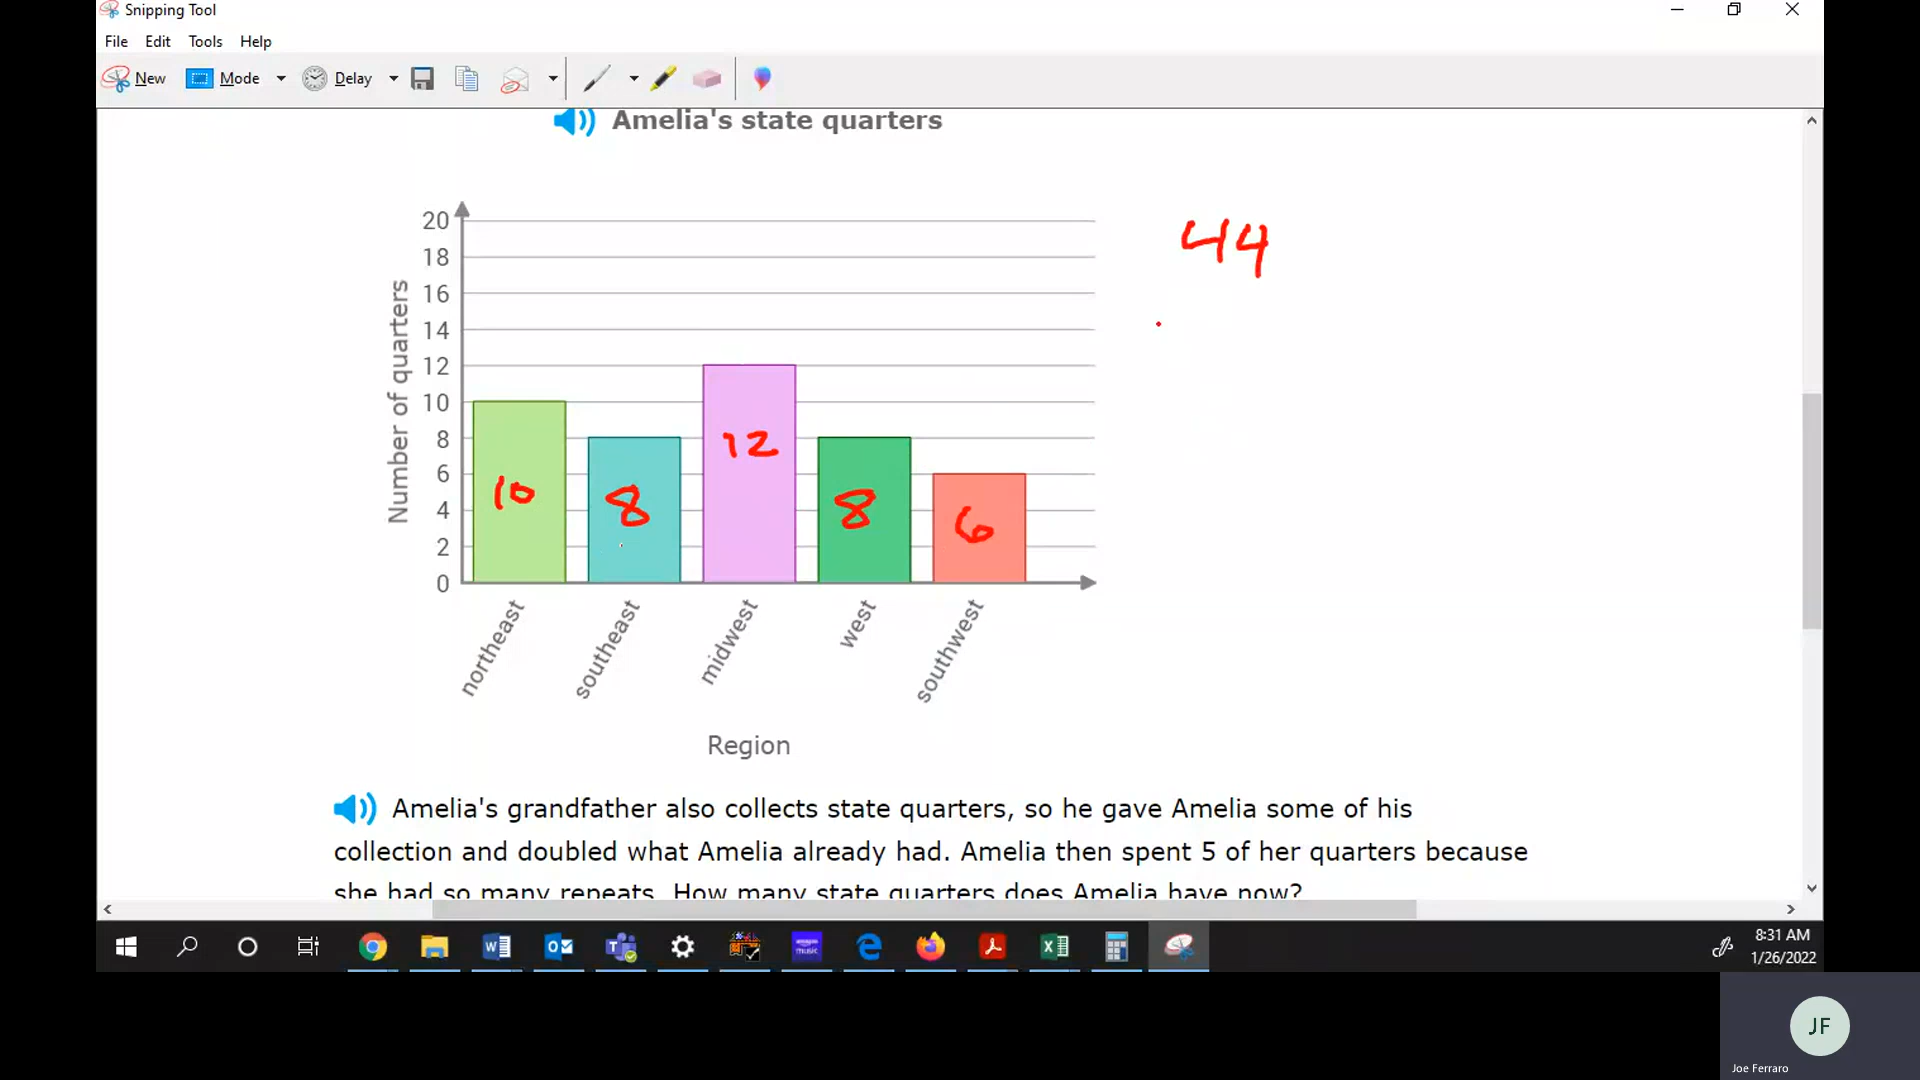 Snipping Tool
File Edit Tools Help
New Mode Delay
Amelia's state quarters
44
20
18
16
14
12
10
8
6
4
2
0
Number of quarters
10
8
12
8
6
northeast
southeast
midwest
west
southwest
Region
Amelia's grandfather also collects state quarters, so he gave Amelia some of his
collection and doubled what Amelia already had. Amelia then spent 5 of her quarters because
she had so many repeats. How many state quarters does Amelia have now?
8:31 AM
1/26/2022
JF
Joe Ferraro